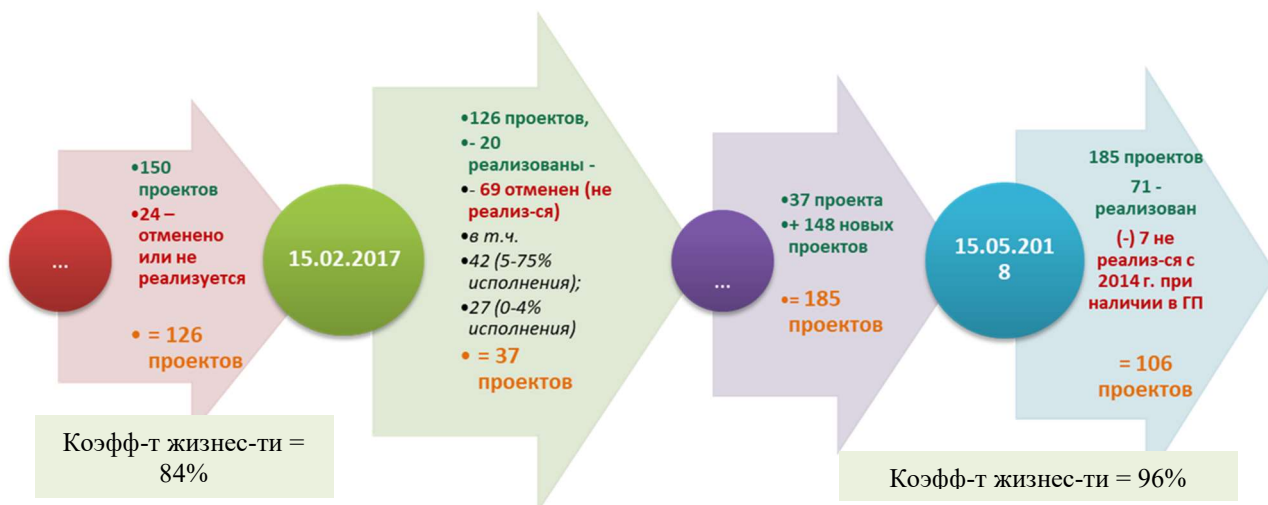 ...
•150
проектов
•24 –
отменено
или не
реализуется
• = 126
проектов
15.02.2017
•126 проектов,
•- 20
реализованы -
•- 69 отменен (не
реализ-ся)
•в т.ч.
•42 (5-75%
исполнения);
•27 (0-4%
исполнения)
• = 37
проектов
...
•37 проекта
•+ 148 новых
проектов
•= 185
проектов
15.05.201
8
185 проектов
71 -
реализован
(-) 7 не
реализ-ся с
2014 г. при
наличии в ГП
= 106
проектов
Коэфф-т жизнес-ти =
84%
Коэфф-т жизнес-ти = 96%